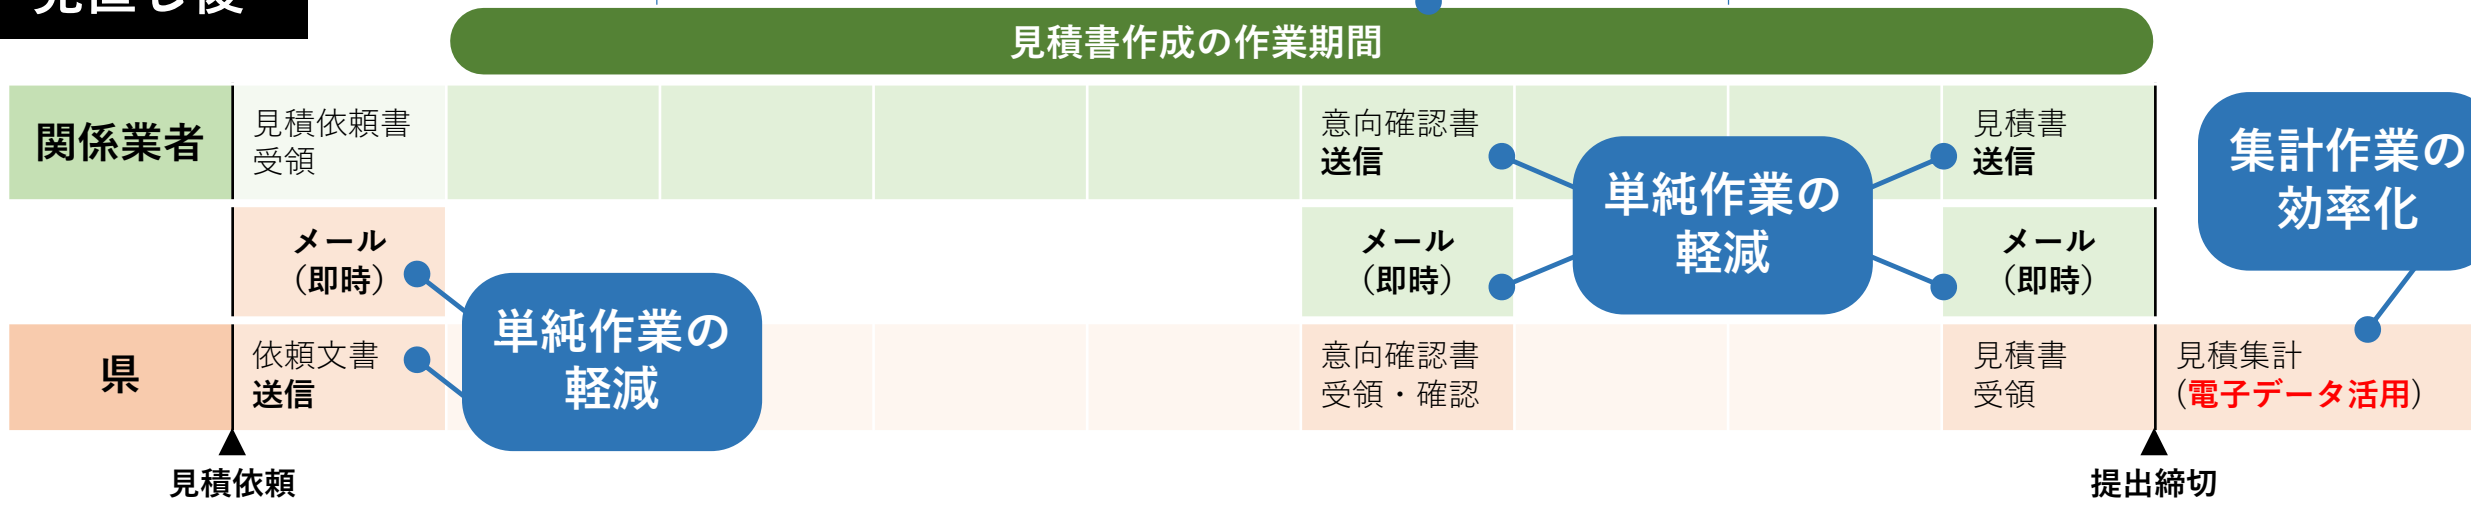 見直し後
見積書作成の作業期間
関係業者
見積依頼書
受領
意向確認書
送信
見積書
送信
集計作業の
効率化
単純作業の
軽減
メール
（即時）
メール
（即時）
メール
（即時）
単純作業の
軽減
県
依頼文書
送信
意向確認書
受領・確認
見積書
受領
見積集計
（電子データ活用）
見積依頼
提出締切